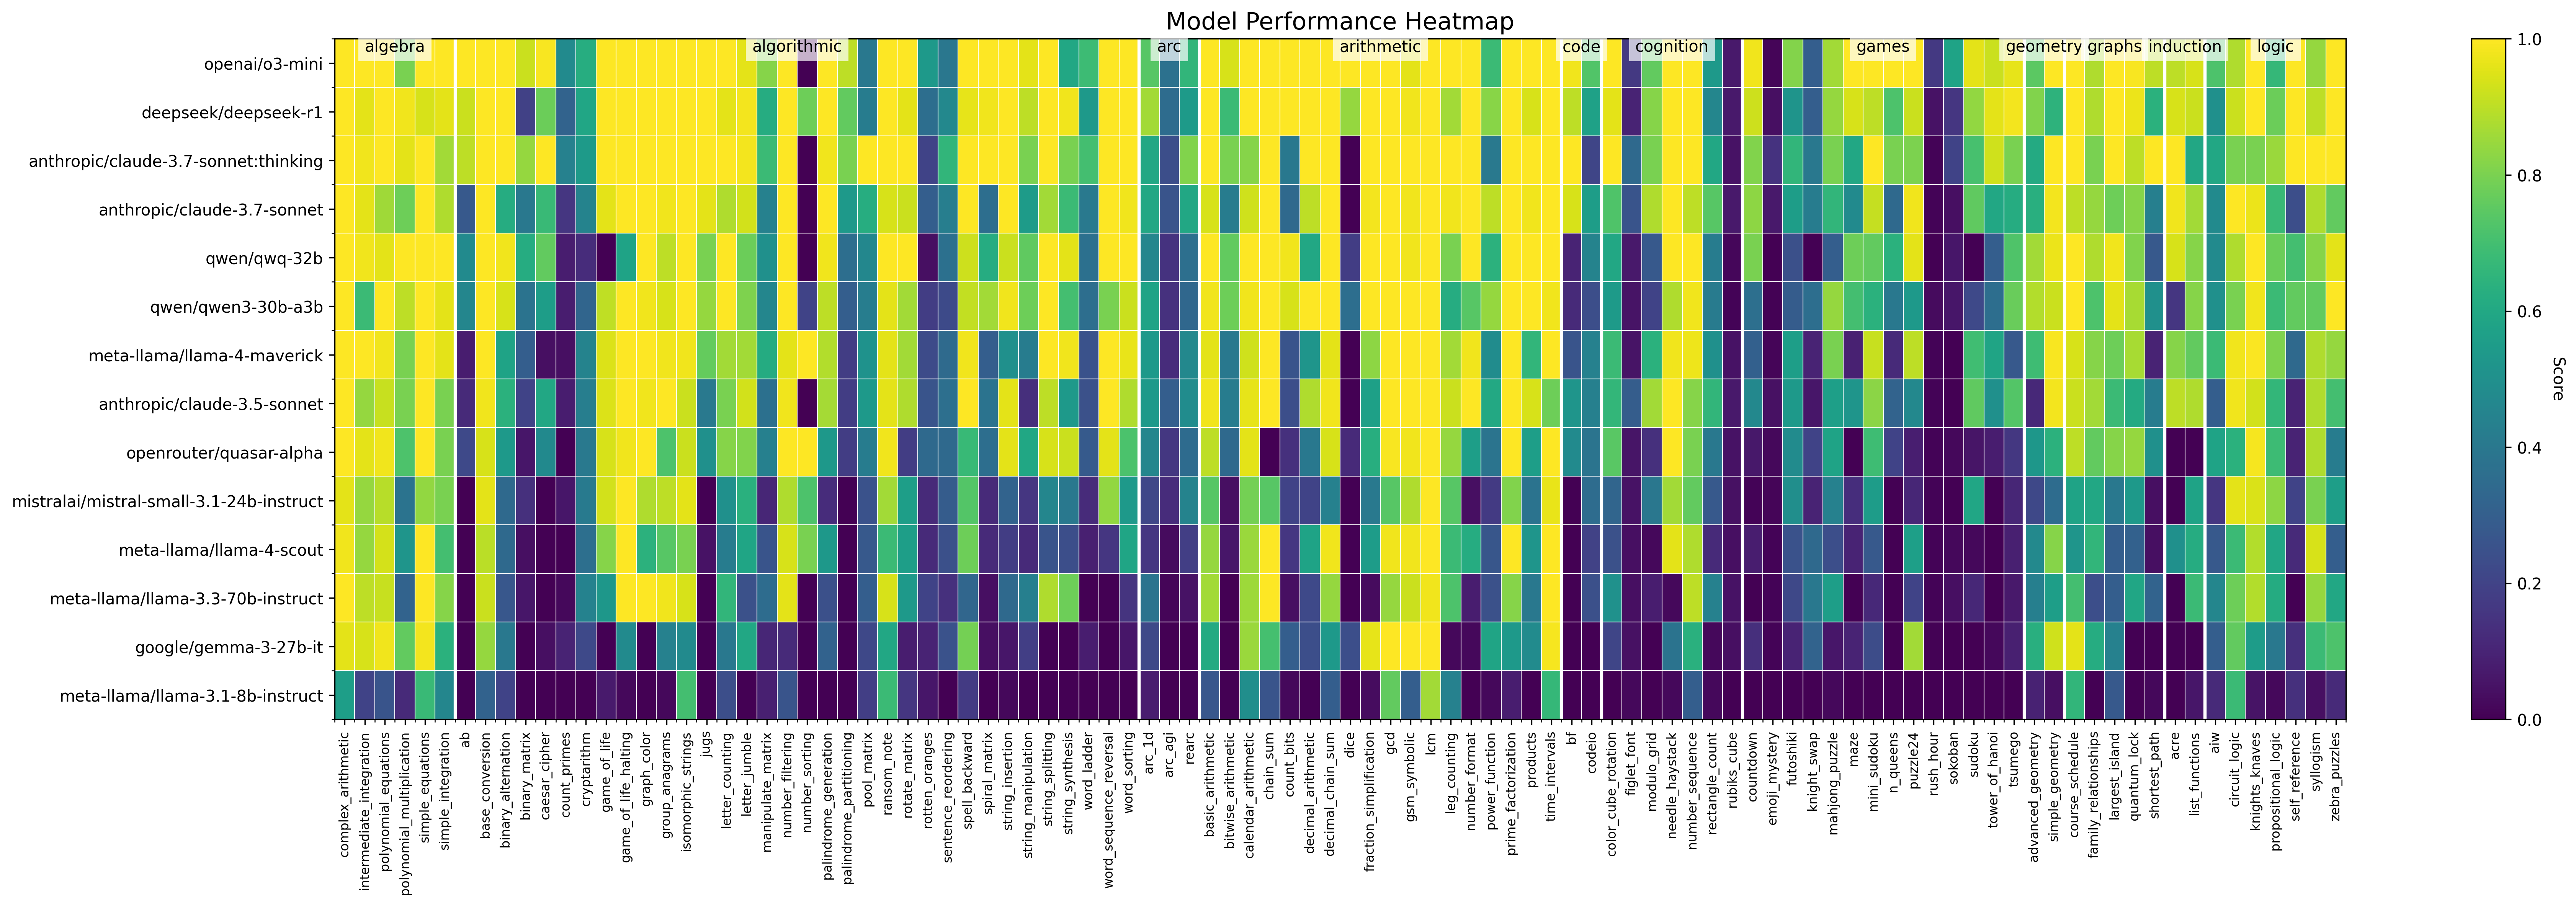 Model Performance Heatmap
algebra
algorithmic
arc
arithmetic
code
cognition
games
geometry
graphs
induction
logic
openai/o3-mini
deepseek/deepseek-r1
anthropic/claude-3.7-sonnet:thinking
anthropic/claude-3.7-sonnet
qwen/qwq-32b
qwen/qwen3-30b-a3b
meta-llama/llama-4-maverick
anthropic/claude-3.5-sonnet
openrouter/quasar-alpha
mistralai/mistral-small-3.1-24b-instruct
meta-llama/llama-4-scout
meta-llama/llama-3.3-70b-instruct
google/gemma-3-27b-it
meta-llama/llama-3.1-8b-instruct
complex_arithmetic
intermediate_integration
polynomial_equations
polynomial_multiplication
simple_equations
simple_integration
ab
base_conversion
binary_alternation
binary_matrix
caesar_cipher
count_primes
cryptarithm
game_of_life
game_of_life_halting
graph_color
group_anagrams
isomorphic_strings
jugs
letter_counting
letter_jumble
manipulate_matrix
number_filtering
number_sorting
palindrome_generation
palindrome_partitioning
pool_matrix
ransom_note
rotate_matrix
rotten_oranges
sentence_reordering
spell_backward
spiral_matrix
string_insertion
string_manipulation
string_splitting
string_synthesis
word_ladder
word_sequence_reversal
word_sorting
arc_1d
arc_agi
rearc
basic_arithmetic
bitwise_arithmetic
calendar_arithmetic
chain_sum
count_bits
decimal_arithmetic
decimal_chain_sum
dice
fraction_simplification
gcd
gsm_symbolic
lcm
leg_counting
number_format
power_function
prime_factorization
products
time_intervals
bf
codeio
color_cube_rotation
figlet_font
modulo_grid
needle_haystack
number_sequence
rectangle_count
rubiks_cube
countdown
emoji_mystery
futoshiki
knight_swap
mahjong_puzzle
maze
mini_sudoku
n_queens
puzzle24
rush_hour
sokoban
sudoku
tower_of_hanoi
tsumego
advanced_geometry
simple_geometry
course_schedule
family_relationships
largest_island
quantum_lock
shortest_path
acre
list_functions
aiw
circuit_logic
knights_knaves
propositional_logic
self_reference
syllogism
zebra_puzzles
1.0
0.8
0.6
0.4
0.2
0.0
Score